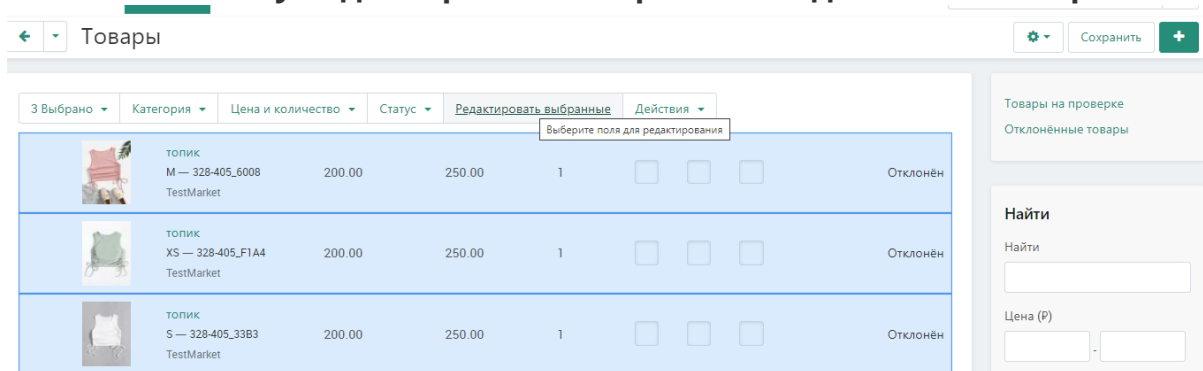 Товары
Сохранить
3 Выбрано Категория Цена и количество Статус Редактировать выбранные Действия
Выберите поля для редактирования
топик
M — 328-405_6008 200.00 250.00 1 Отклонён
TestMarket
топик
XS — 328-405_F1A4 200.00 250.00 1 Отклонён
TestMarket
топик
S — 328-405_33B3 200.00 250.00 1 Отклонён
TestMarket
Товары на проверке
Отклонённые товары
Найти
Найти
Цена (₽)
-